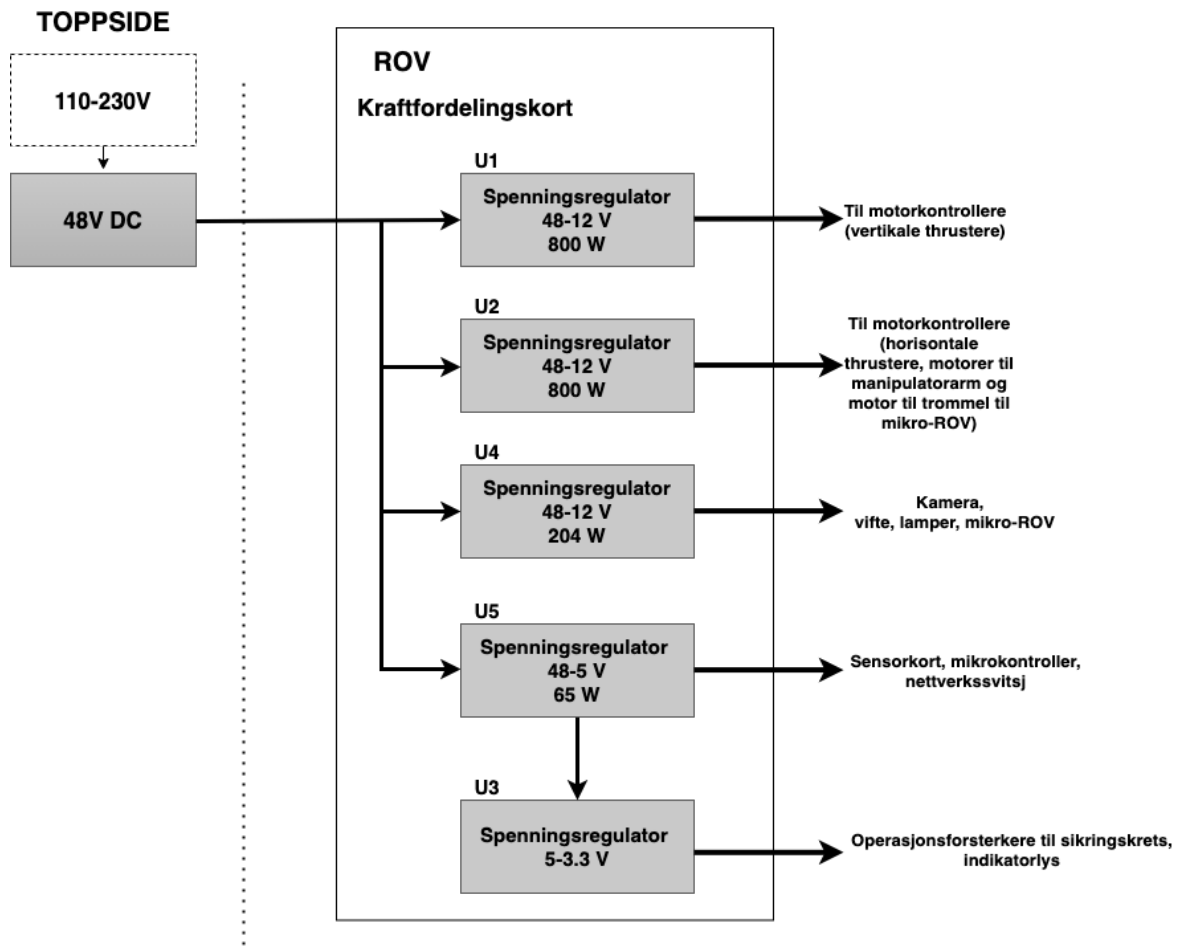 TOPPSIDE
110-230V
48V DC
ROV
Kraftfordelingskort
U1
Spenningsregulator
48-12 V
800 W
Til motorkontrollere
(vertikale thrustere)
U2
Spenningsregulator
48-12 V
800 W
Til motorkontrollere
(horisontale
thrustere, motorer til
manipulatorarm og
motor til trommel til
mikro-ROV)
U4
Spenningsregulator
48-12 V
204 W
Kamera,
vifte, lamper, mikro-ROV
U5
Spenningsregulator
48-5 V
65 W
Sensorkort, mikrokontroller,
nettverkssvitsj
U3
Spenningsregulator
5-3.3 V
Operasjonsforsterkere til sikringskrets,
indikatorlys